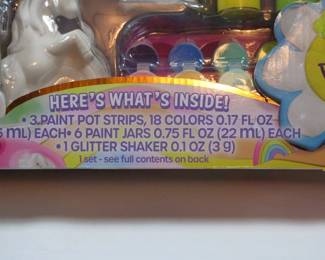 HERE'S WHAT'S INSIDE!
• 3 PAINT POT STRIPS, 18 COLORS 0.17 FL OZ
5 mL) EACH • 6 PAINT JARS 0.75 FL OZ (22 mL) EACH
• 1 GLITTER SHAKER 0.1 OZ (3 g)
1 set - see full contents on back